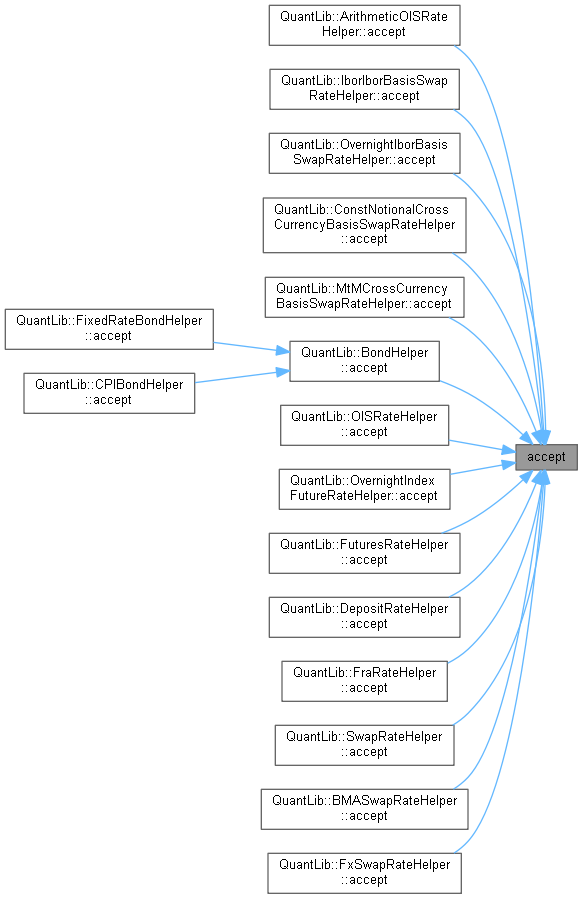 QuantLib::ArithmeticOISRate
Helper::accept
QuantLib::IborIborBasisSwap
RateHelper::accept
QuantLib::OvernightIborBasis
SwapRateHelper::accept
QuantLib::ConstNotionalCross
CurrencyBasisSwapRateHelper
::accept
QuantLib::MtMCrossCurrency
BasisSwapRateHelper::accept
QuantLib::FixedRateBondHelper
::accept
QuantLib::BondHelper
::accept
QuantLib::CPIBondHelper
::accept
QuantLib::OISRateHelper
::accept
accept
QuantLib::OvernightIndex
FutureRateHelper::accept
QuantLib::FuturesRateHelper
::accept
QuantLib::DepositRateHelper
::accept
QuantLib::FraRateHelper
::accept
QuantLib::SwapRateHelper
::accept
QuantLib::BMASwapRateHelper
::accept
QuantLib::FxSwapRateHelper
::accept